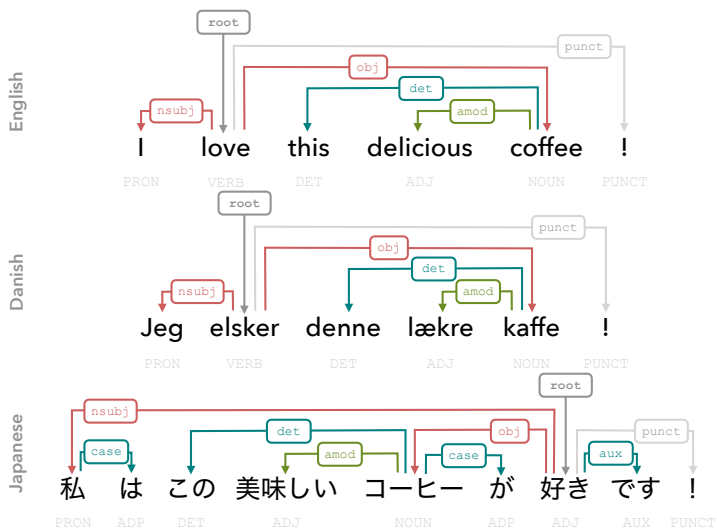 English
root
punct
obj
det
nsubj
amod
I love this delicious coffee !
PRON VERB DET ADJ NOUN PUNCT
Danish
root
punct
obj
det
nsubj
amod
Jeg elsker denne lækre kaffe !
PRON VERB DET ADJ NOUN PUNCT
Japanese
root
nsubj
det
obj
punct
case
amod
case
aux
私 は この 美味しい コーヒー が 好き です !
PRON ADP DET ADJ NOUN ADP ADJ AUX PUNCT